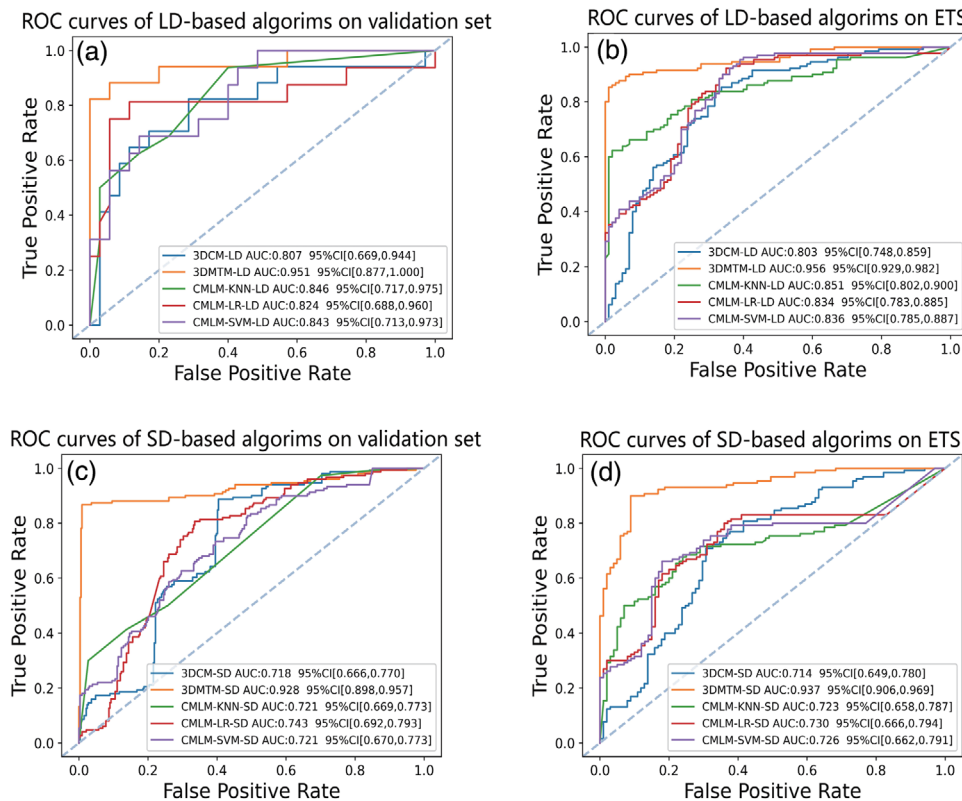 ROC curves of LD-based algorims on validation set
(a)
True Positive Rate
1.0
0.8
0.6
0.4
0.2
0.0
3DCM-LD AUC:0.807 95%CI[0.669,0.944]
3DMTM-LD AUC:0.951 95%CI[0.877,1.000]
CMLM-KNN-LD AUC:0.846 95%CI[0.717,0.975]
CMLM-LR-LD AUC:0.824 95%CI[0.688,0.960]
CMLM-SVM-LD AUC:0.843 95%CI[0.713,0.973]
0.0 0.2 0.4 0.6 0.8 1.0
False Positive Rate
ROC curves of LD-based algorims on ETS
(b)
True Positive Rate
1.0
0.8
0.6
0.4
0.2
0.0
3DCM-LD AUC:0.803 95%CI[0.748,0.859]
3DMTM-LD AUC:0.956 95%CI[0.929,0.982]
CMLM-KNN-LD AUC:0.851 95%CI[0.802,0.900]
CMLM-LR-LD AUC:0.834 95%CI[0.783,0.885]
CMLM-SVM-LD AUC:0.836 95%CI[0.785,0.887]
0.0 0.2 0.4 0.6 0.8 1.0
False Positive Rate
ROC curves of SD-based algorims on validation set
(c)
True Positive Rate
1.0
0.8
0.6
0.4
0.2
0.0
3DCM-SD AUC:0.718 95%CI[0.666,0.770]
3DMTM-SD AUC:0.928 95%CI[0.898,0.957]
CMLM-KNN-SD AUC:0.721 95%CI[0.669,0.773]
CMLM-LR-SD AUC:0.743 95%CI[0.692,0.793]
CMLM-SVM-SD AUC:0.721 95%CI[0.670,0.773]
0.0 0.2 0.4 0.6 0.8 1.0
False Positive Rate
ROC curves of SD-based algorims on ETS
(d)
True Positive Rate
1.0
0.8
0.6
0.4
0.2
0.0
3DCM-SD AUC:0.714 95%CI[0.649,0.780]
3DMTM-SD AUC:0.937 95%CI[0.906,0.969]
CMLM-KNN-SD AUC:0.723 95%CI[0.658,0.787]
CMLM-LR-SD AUC:0.730 95%CI[0.666,0.794]
CMLM-SVM-SD AUC:0.726 95%CI[0.662,0.791]
0.0 0.2 0.4 0.6 0.8 1.0
False Positive Rate